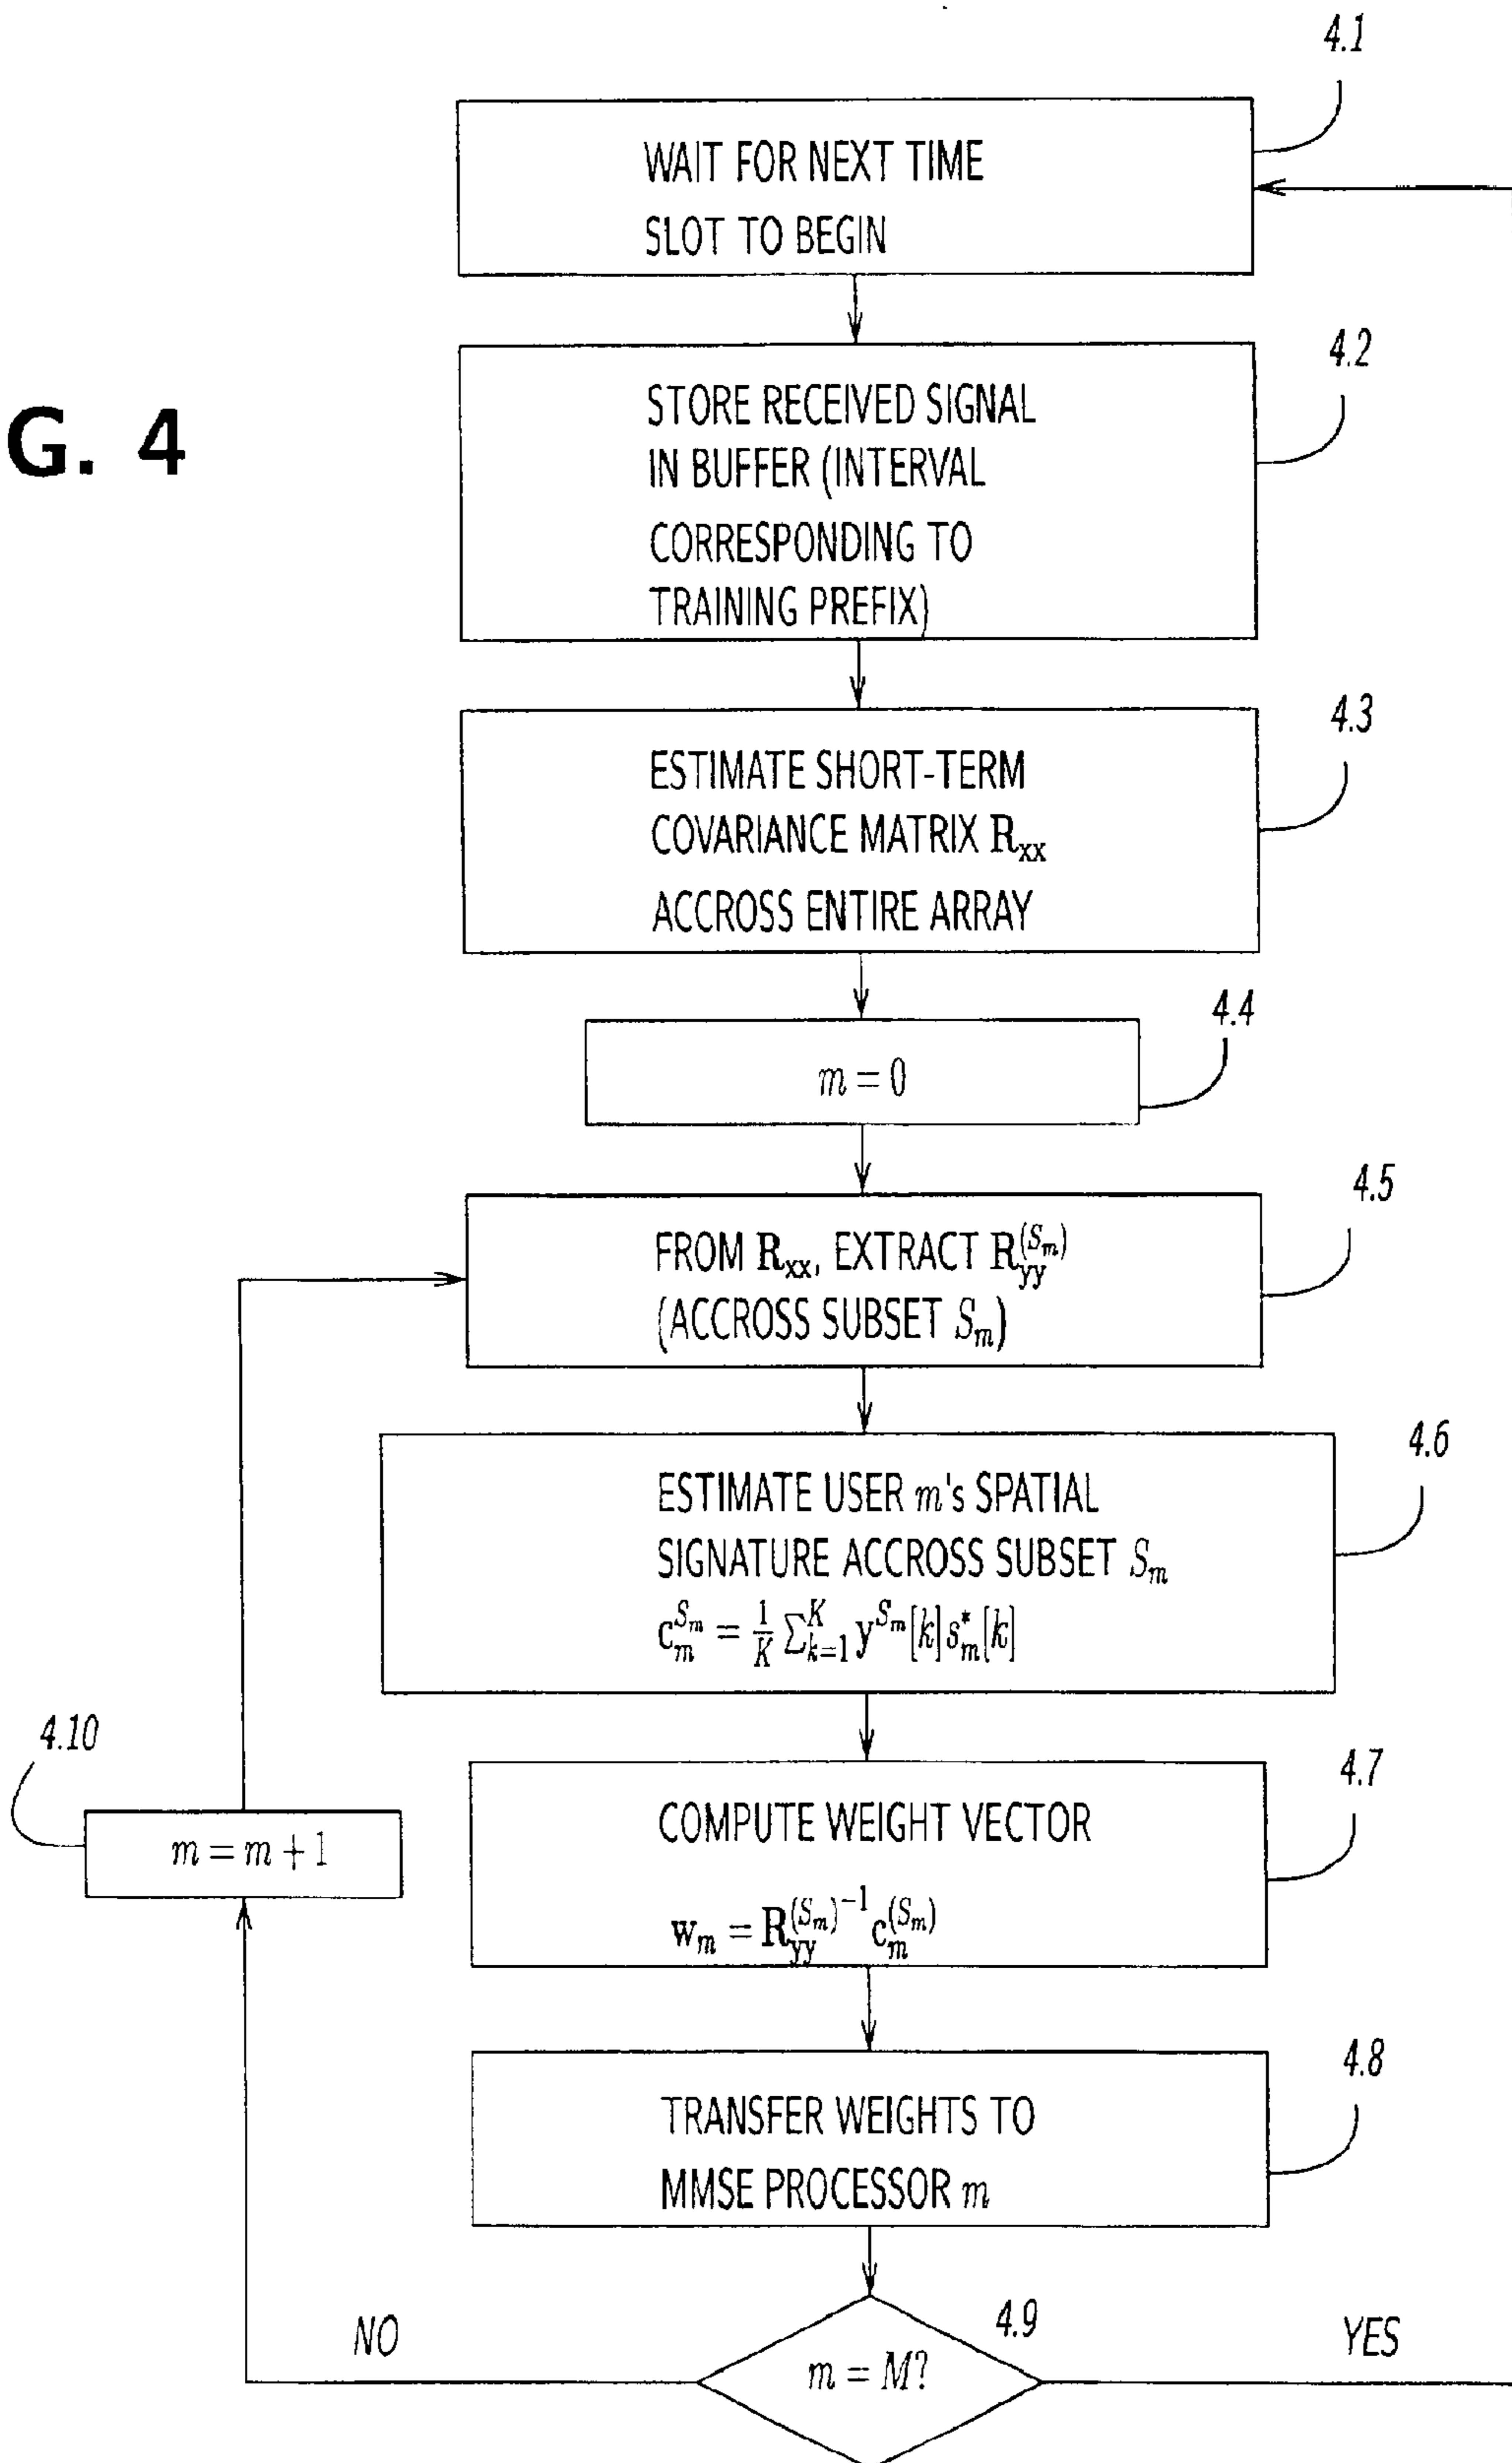 4.1
WAIT FOR NEXT TIME
SLOT TO BEGIN
4.2
G. 4
STORE RECEIVED SIGNAL
IN BUFFER (INTERVAL
CORRESPONDING TO
TRAINING PREFIX)
4.3
ESTIMATE SHORT-TERM
COVARIANCE MATRIX R_xx
ACCROSS ENTIRE ARRAY
4.4
m = 0
4.5
FROM R_xx, EXTRACT R_yy^(S_m)
(ACCROSS SUBSET S_m)
4.6
ESTIMATE USER m's SPATIAL
SIGNATURE ACCROSS SUBSET S_m
c_m^{S_m} = 1/K ∑_{k=1}^K y^{S_m}[k] s_m^*[k]
4.7
COMPUTE WEIGHT VECTOR
w_m = R_yy^{(S_m)^{-1}} c_m^{(S_m)}
4.10
m = m + 1
4.8
TRANSFER WEIGHTS TO
MMSE PROCESSOR m
4.9
NO
m = M?
YES